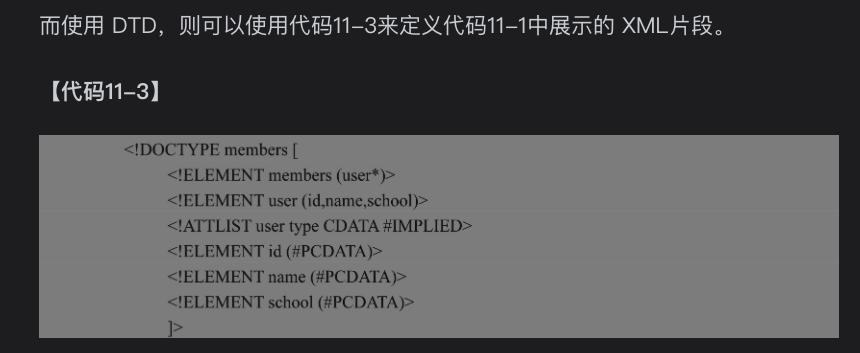 而使用 DTD，则可以使用代码11-3来定义代码11-1中展示的 XML片段。
【代码11-3】
<!DOCTYPE members [
<!ELEMENT members (user*)>
<!ELEMENT user (id,name,school)>
<!ATTLIST user type CDATA #IMPLIED>
<!ELEMENT id (#PCDATA)>
<!ELEMENT name (#PCDATA)>
<!ELEMENT school (#PCDATA)>
]>